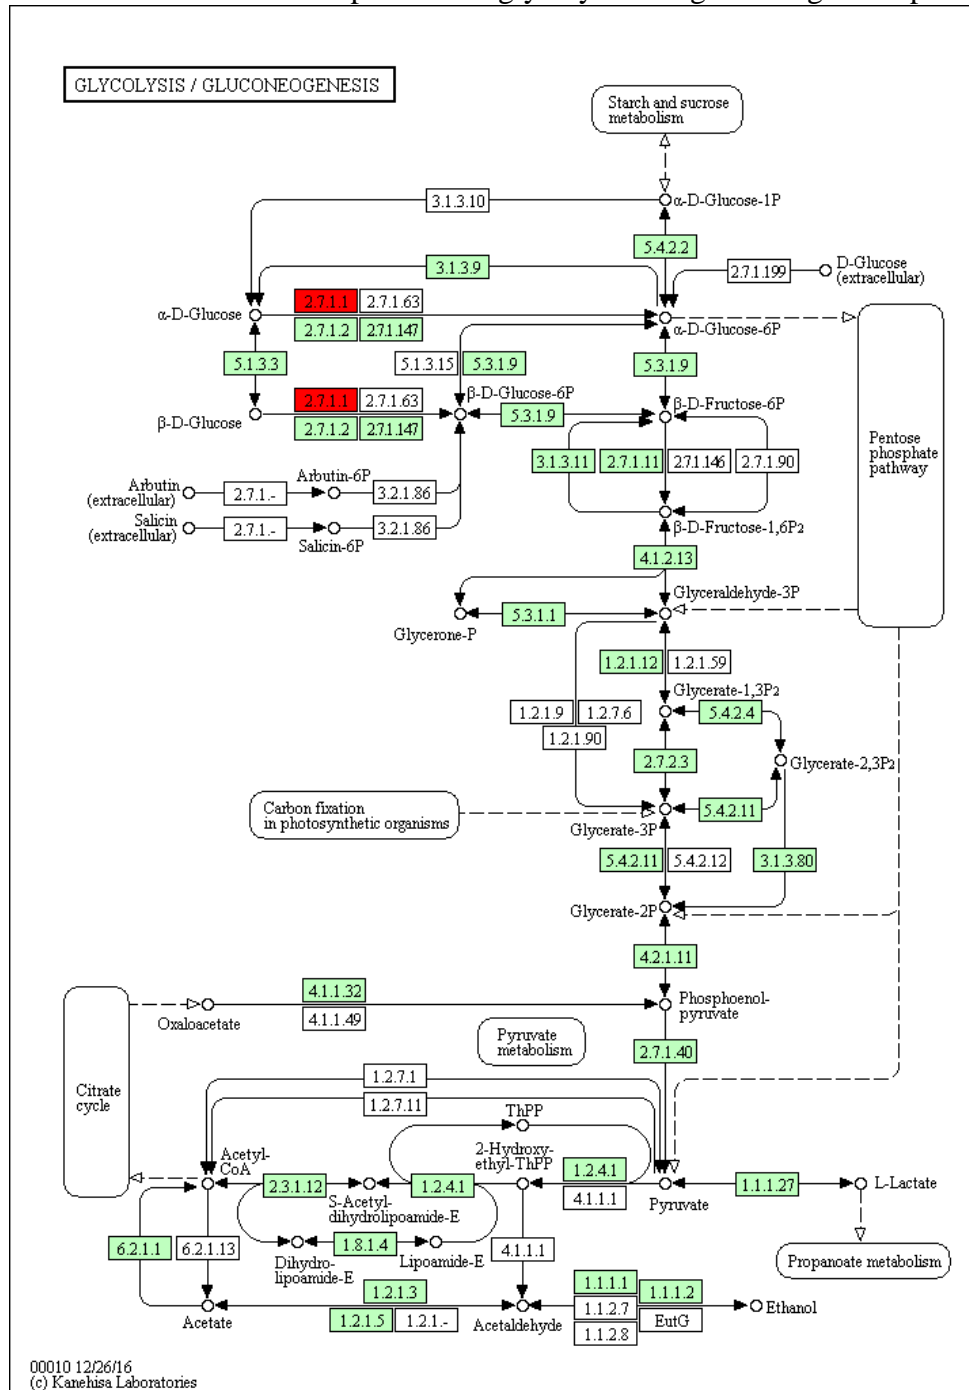 GLYCOLYSIS / GLUCONEOGENESIS
Starch and sucrose
metabolism
3.1.3.10
α-D-Glucose-1P
5.4.2.2
3.1.3.9
2.7.1.199
D-Glucose
(extracellular)
2.7.1.1
2.7.1.63
α-D-Glucose
2.7.1.2
2.7.1.147
α-D-Glucose-6P
5.1.3.3
5.1.3.15
5.3.1.9
5.3.1.9
2.7.1.1
2.7.1.63
β-D-Glucose-6P
β-D-Fructose-6P
β-D-Glucose
2.7.1.2
2.7.1.147
5.3.1.9
Pentose
phosphate
pathway
3.1.3.11
2.7.1.11
2.7.1.146
2.7.1.90
Arbutin
(extracellular)
2.7.1.-
Arbutin-6P
3.2.1.86
Salicin
(extracellular)
2.7.1.-
Salicin-6P
3.2.1.86
β-D-Fructose-1,6P2
4.1.2.13
Glyceraldehyde-3P
Glycerone-P
5.3.1.1
1.2.1.12
1.2.1.59
Glycerate-1,3P2
1.2.1.9
1.2.7.6
1.2.1.90
5.4.2.4
2.7.2.3
Glycerate-2,3P2
Carbon fixation
in photosynthetic organisms
5.4.2.11
Glycerate-3P
5.4.2.11
5.4.2.12
3.1.3.80
Glycerate-2P
4.2.1.11
4.1.1.32
Oxaloacetate
4.1.1.49
Phosphoenol-
pyruvate
Pyruvate
metabolism
2.7.1.40
Citrate
cycle
1.2.7.1
1.2.7.11
ThPP
Acetyl-
CoA
2-Hydroxy-
ethyl-ThPP
1.2.4.1
2.3.1.12
S-Acetyl-
dihydrolipoamide-E
1.2.4.1
4.1.1.1
Pyruvate
1.1.1.27
L-Lactate
6.2.1.1
6.2.1.13
Dihydro-
lipoamide-E
1.8.1.4
Lipoamide-E
4.1.1.1
Propanoate metabolism
1.2.1.3
1.1.1.1
1.1.1.2
Acetate
1.2.1.5
1.2.1.-
Acetaldehyde
1.1.2.7
EutG
Ethanol
1.1.2.8
00010 12/26/16
(c) Kanehisa Laboratories